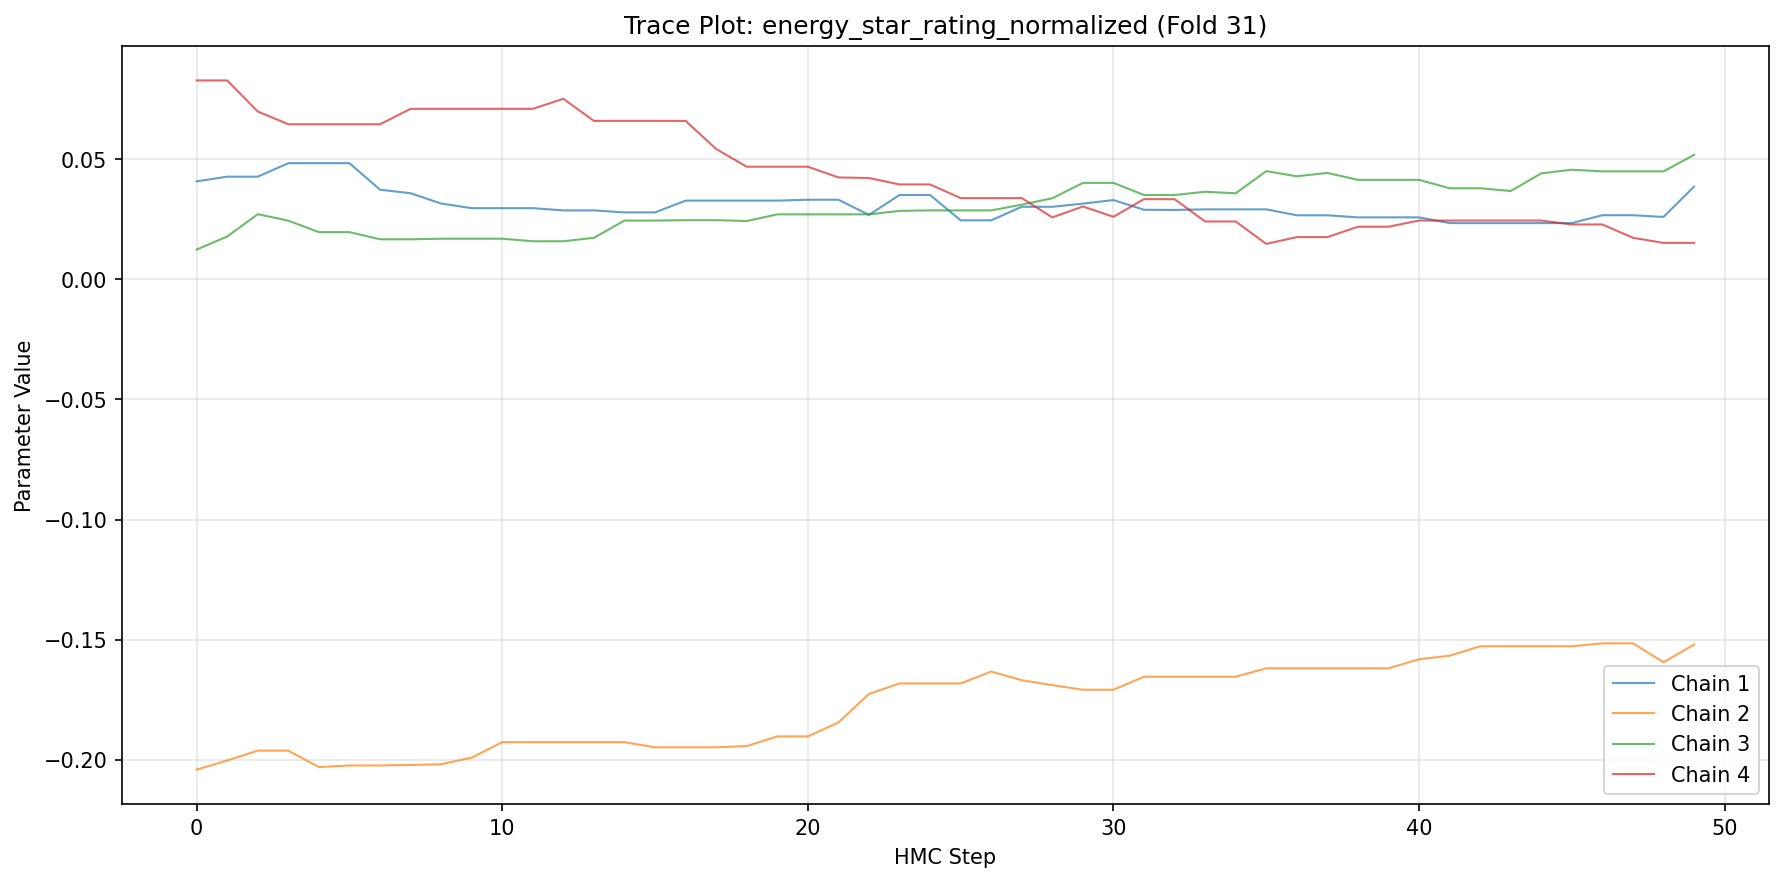 Trace Plot: energy_star_rating_normalized (Fold 31)
Parameter Value
0.05
0.00
−0.05
−0.10
−0.15
−0.20
Chain 1
Chain 2
Chain 3
Chain 4
0 10 20 30 40 50
HMC Step